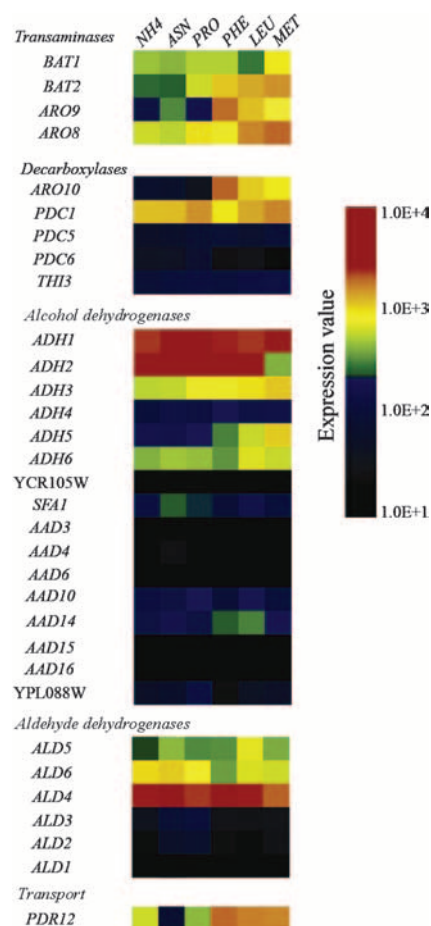 NH4 ASN PRO PHE LEU MET
Transaminases
BAT1
BAT2
ARO9
ARO8
Decarboxylases
ARO10
PDC1
PDC5
PDC6
THI3
Alcohol dehydrogenases
ADH1
ADH2
ADH3
ADH4
ADH5
ADH6
YCR105W
SFA1
AAD3
AAD4
AAD6
AAD10
AAD14
AAD15
AAD16
YPL088W
Aldehyde dehydrogenases
ALD5
ALD6
ALD4
ALD3
ALD2
ALD1
Transport
PDR12
Expression value
1.0E+4
1.0E+3
1.0E+2
1.0E+1